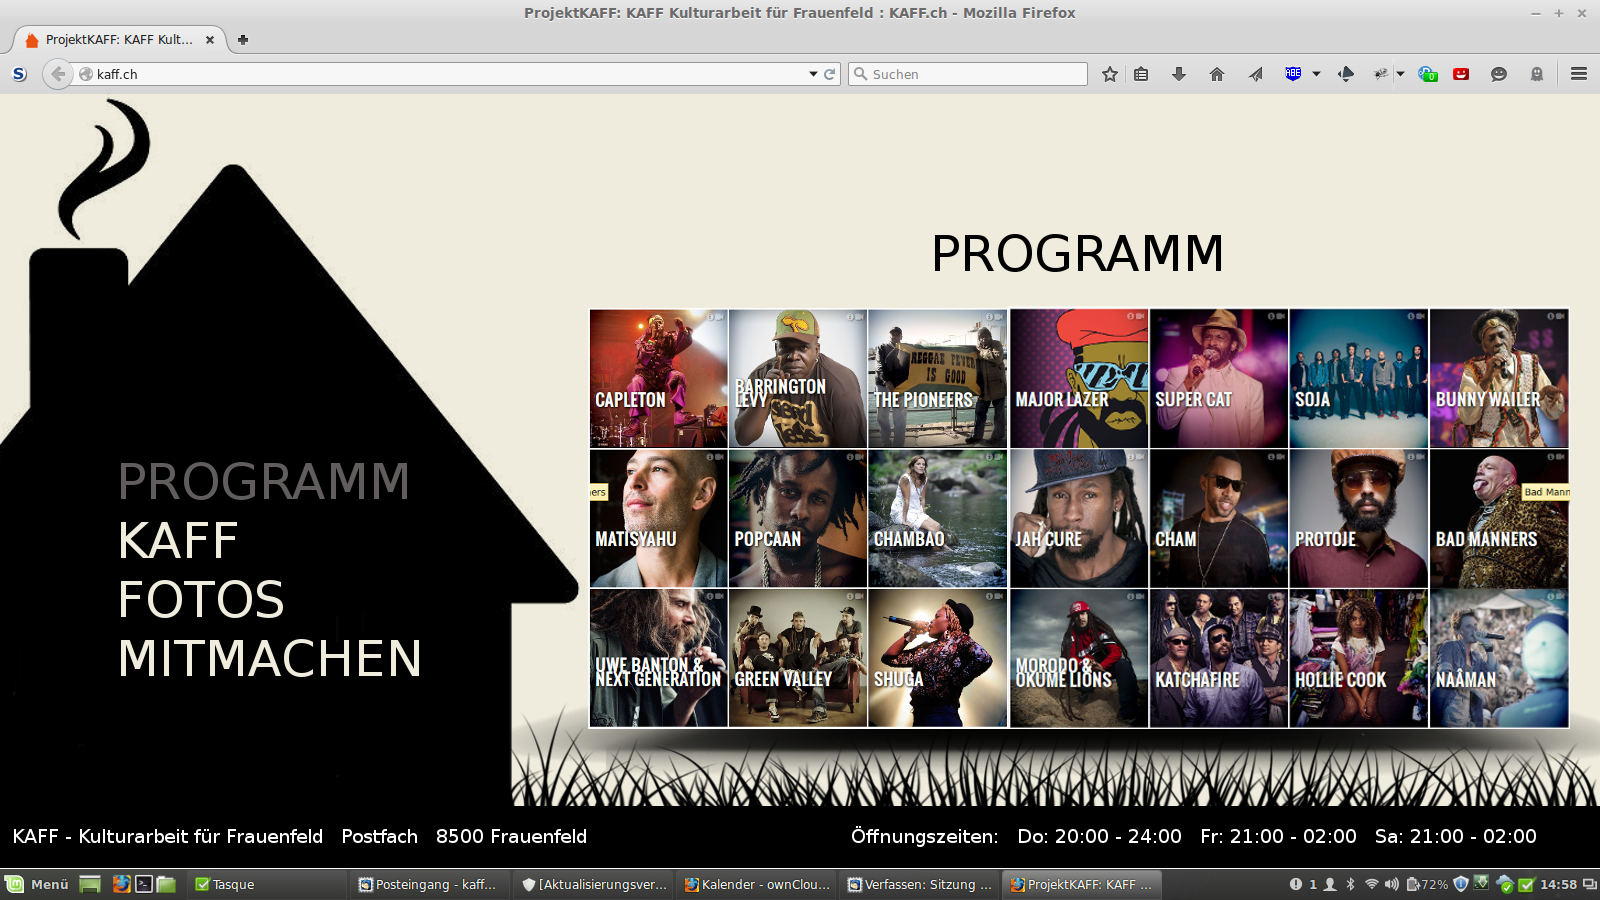 ProjektKAFF: KAFF Kulturarbeit für Frauenfeld : KAFF.ch - Mozilla Firefox
ProjektKAFF: KAFF Kult...
kaff.ch
Suchen
ABE
0
PROGRAMM
CAPLETON
BARRINGTON
LEVY
REGGAE FEVER
IS GOOD
THE PIONEERS
MAJOR LAZER
SUPER CAT
SOJA
BUNNY WAILER
ners
MATISYAHU
POPCAAN
CHAMBAO
JAH CURE
CHAM
PROTOJE
Bad Mann
BAD MANNERS
UWE BANTON &
NEXT GENERATION
GREEN VALLEY
SHUGA
MORODO &
OKUME LIONS
KATCHAFIRE
HOLLIE COOK
NAÂMAN
PROGRAMM
KAFF
FOTOS
MITMACHEN
KAFF - Kulturarbeit für Frauenfeld Postfach 8500 Frauenfeld
Öffnungszeiten: Do: 20:00 - 24:00 Fr: 21:00 - 02:00 Sa: 21:00 - 02:00
Menü
Tasque
Posteingang - kaff...
[Aktualisierungsver...
Kalender - ownClou...
Verfassen: Sitzung ...
ProjektKAFF: KAFF ...
1
72%
14:58